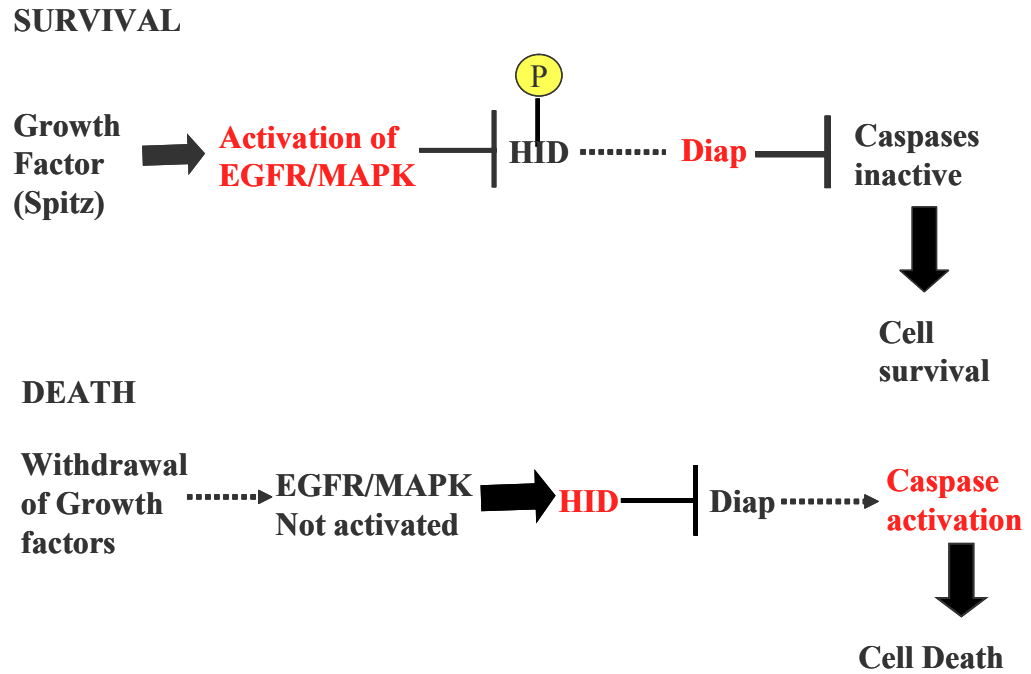 SURVIVAL
P
Growth
Factor
(Spitz)
Activation of
EGFR/MAPK
HID
Diap
Caspases
inactive
Cell
survival
DEATH
Withdrawal
of Growth
factors
EGFR/MAPK
Not activated
HID
Diap
Caspase
activation
Cell Death